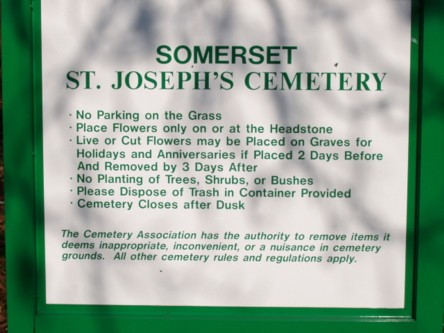 SOMERSET
ST. JOSEPH'S CEMETERY
· No Parking on the Grass
· Place Flowers only on or at the Headstone
· Live or Cut Flowers may be Placed on Graves for
Holidays and Anniversaries if Placed 2 Days Before
And Removed by 3 Days After
· No Planting of Trees, Shrubs, or Bushes
· Please Dispose of Trash in Container Provided
· Cemetery Closes after Dusk
The Cemetery Association has the authority to remove items it
deems inappropriate, inconvenient, or a nuisance in cemetery
grounds. All other cemetery rules and regulations apply.